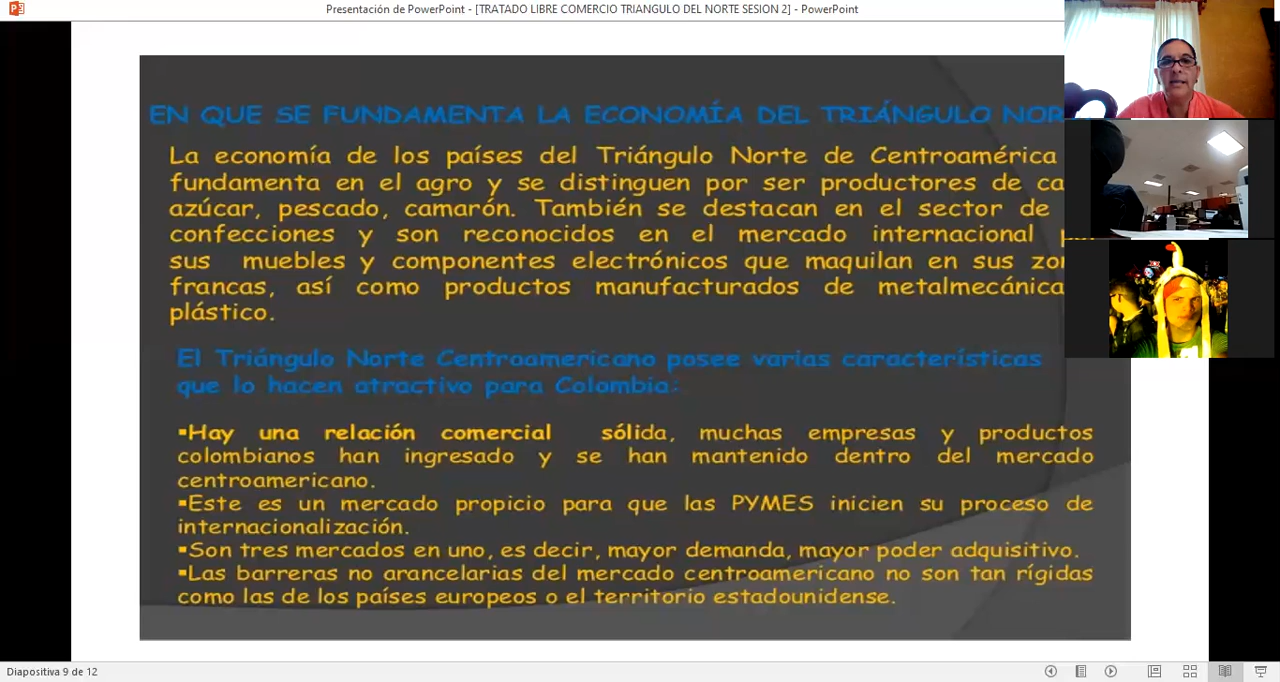 Presentación de PowerPoint - [TRATADO LIBRE COMERCIO TRIANGULO DEL NORTE SESION 2] - PowerPoint
EN QUE SE FUNDAMENTA LA ECONOMÍA DEL TRIÁNGULO
La economía de los países del Triángulo Norte de Centroamérica
fundamenta en el agro y se distinguen por ser productores de
azúcar, pescado, camarón. También se destacan en el sector de
confecciones y son reconocidos en el mercado internacional
sus muebles y componentes electrónicos que maquilan en sus
francas, así como productos manufacturados de metalmecánica
plástico.
El Triángulo Norte Centroamericano posee varias características
que lo hacen atractivo para Colombia:
▪Hay una relación comercial sólida, muchas empresas y productos
colombianos han ingresado y se han mantenido dentro del mercado
centroamericano.
▪Este es un mercado propicio para que las PYMES inicien su proceso de
internacionalización.
▪Son tres mercados en uno, es decir, mayor demanda, mayor poder adquisitivo.
▪Las barreras no arancelarias del mercado centroamericano no son tan rígidas
como las de los países europeos o el territorio estadounidense.
Diapositiva 9 de 12